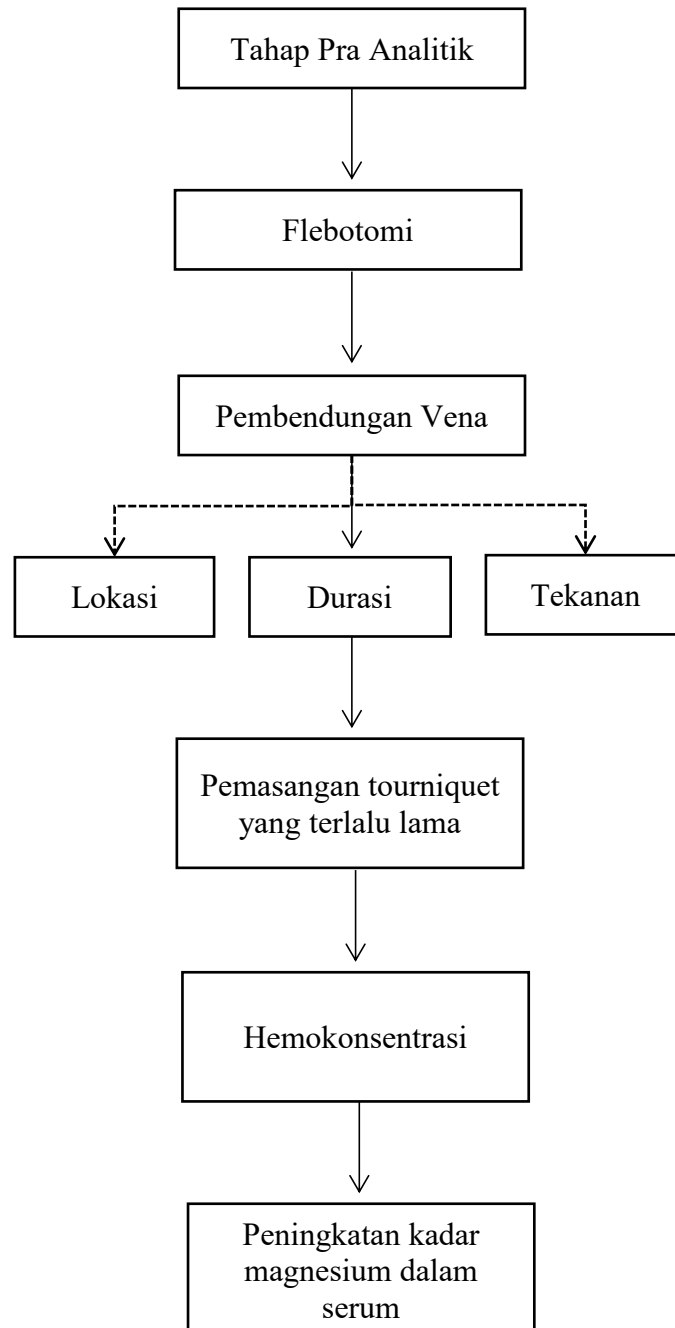 Tahap Pra Analitik
Flebotomi
Pembendungan Vena
Lokasi
Durasi
Tekanan
Pemasangan tourniquet
yang terlalu lama
Hemokonsentrasi
Peningkatan kadar
magnesium dalam
serum